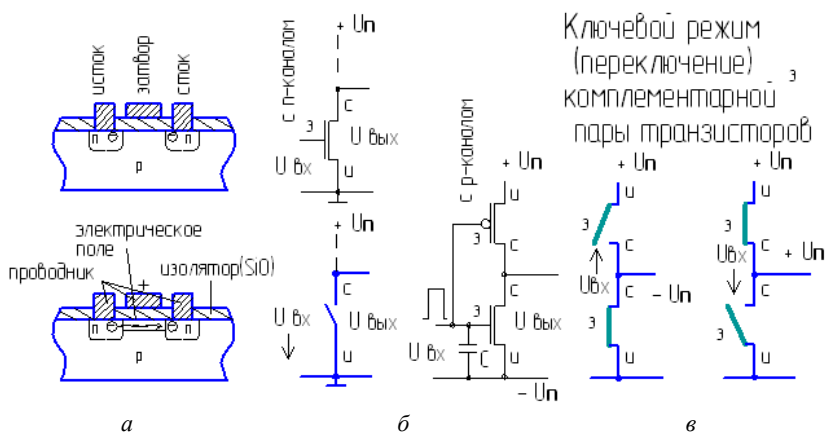 исток
затвор
сток
п
п
р
электрическое
поле
проводник
+
изолятор(SiO)
п
п
р
а
с п-каналом
+ Uп
с
з
U вх
U вых
и
+ Uп
с
U вх
U вых
и
с р-каналом
+ Uп
и
з
с
с
з
U вых
U вх
С
и
- Uп
б
Ключевой режим
(переключение)
з
комплементарной
пары транзисторов
+ Uп
и
з
с
Uвх
- Uп
с
з
и
+ Uп
и
з
с
Uвх
+ Uп
с
з
и
в